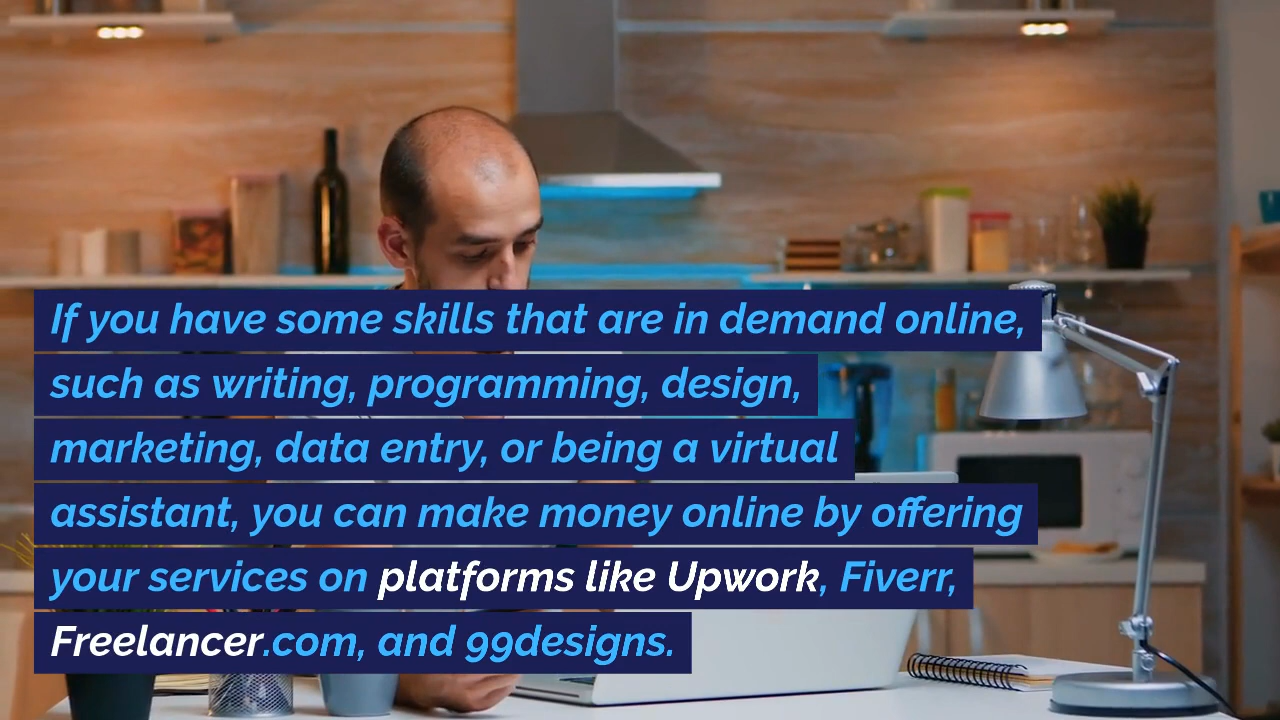 If you have some skills that are in demand online,
such as writing, programming, design,
marketing, data entry, or being a virtual
assistant, you can make money online by offering
your services on platforms like Upwork, Fiverr,
Freelancer.com, and 99designs.